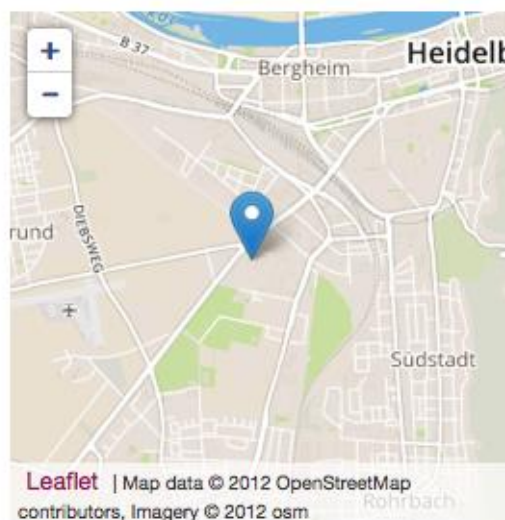 +
−
B 37
Bergheim
Heidelb
DIEBSWEG
rund
Südstadt
Rohrbach
Leaflet | Map data © 2012 OpenStreetMap
contributors, Imagery © 2012 osm